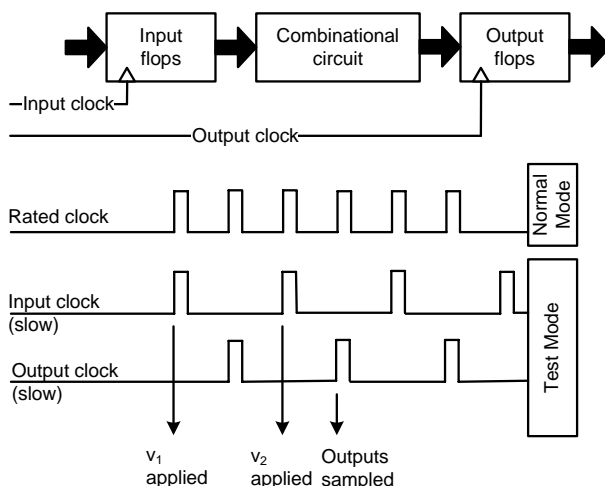 Input
flops
Combinational
circuit
Output
flops
Input clock
Output clock
Rated clock
Normal
Mode
Input clock
(slow)
Output clock
(slow)
Test Mode
v1
applied
v2
applied
Outputs
sampled